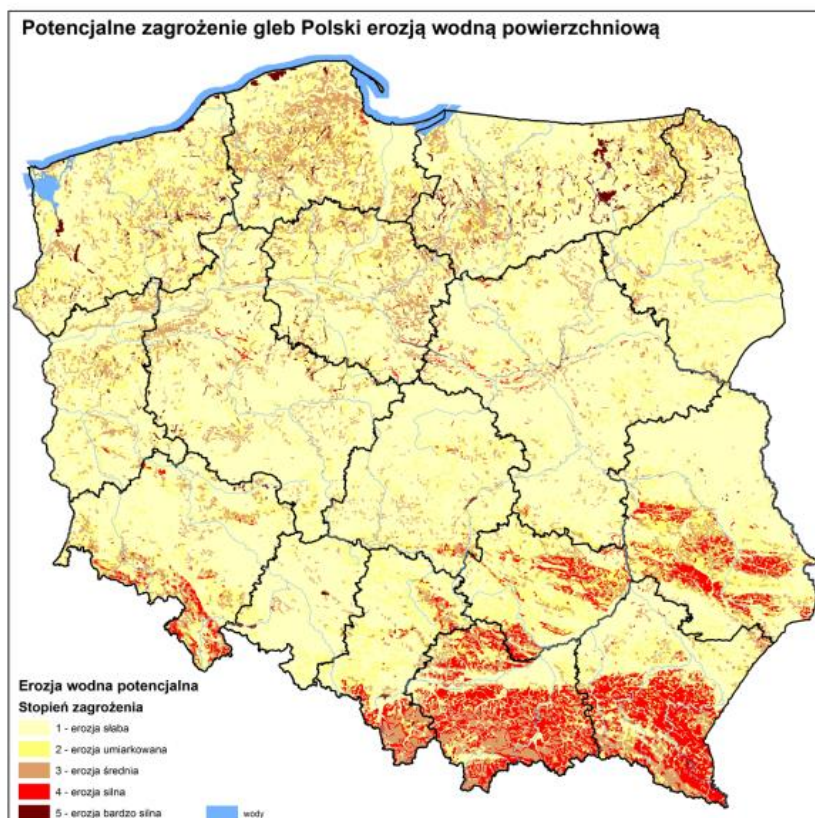 Potencjalne zagrożenie gleb Polski erozją wodną powierzchniową
Erozja wodna potencjalna
Stopień zagrożenia
1 - erozja słaba
2 - erozja umiarkowana
3 - erozja średnia
4 - erozja silna
5 - erozja bardzo silna
wody